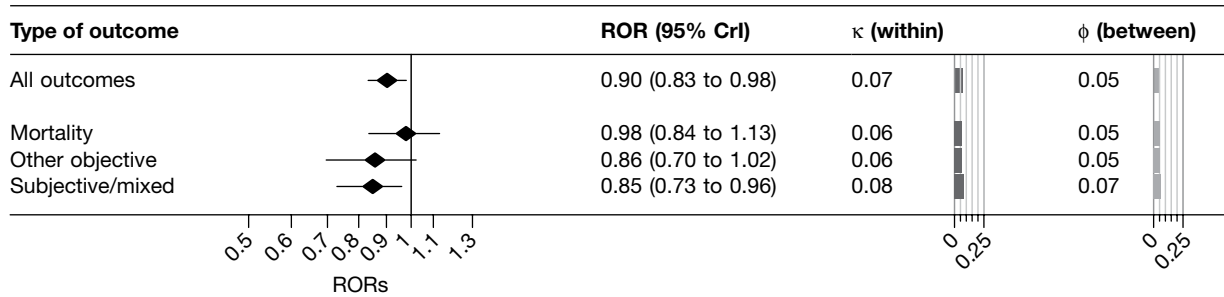 Type of outcome ROR (95% CrI) κ (within) ϕ (between)
All outcomes 0.90 (0.83 to 0.98) 0.07 0.05
Mortality 0.98 (0.84 to 1.13) 0.06 0.05
Other objective 0.86 (0.70 to 1.02) 0.06 0.05
Subjective/mixed 0.85 (0.73 to 0.96) 0.08 0.07
0.5 0.6 0.7 0.8 0.9 1 1.1 1.3 0 0.25 0 0.25
RORs